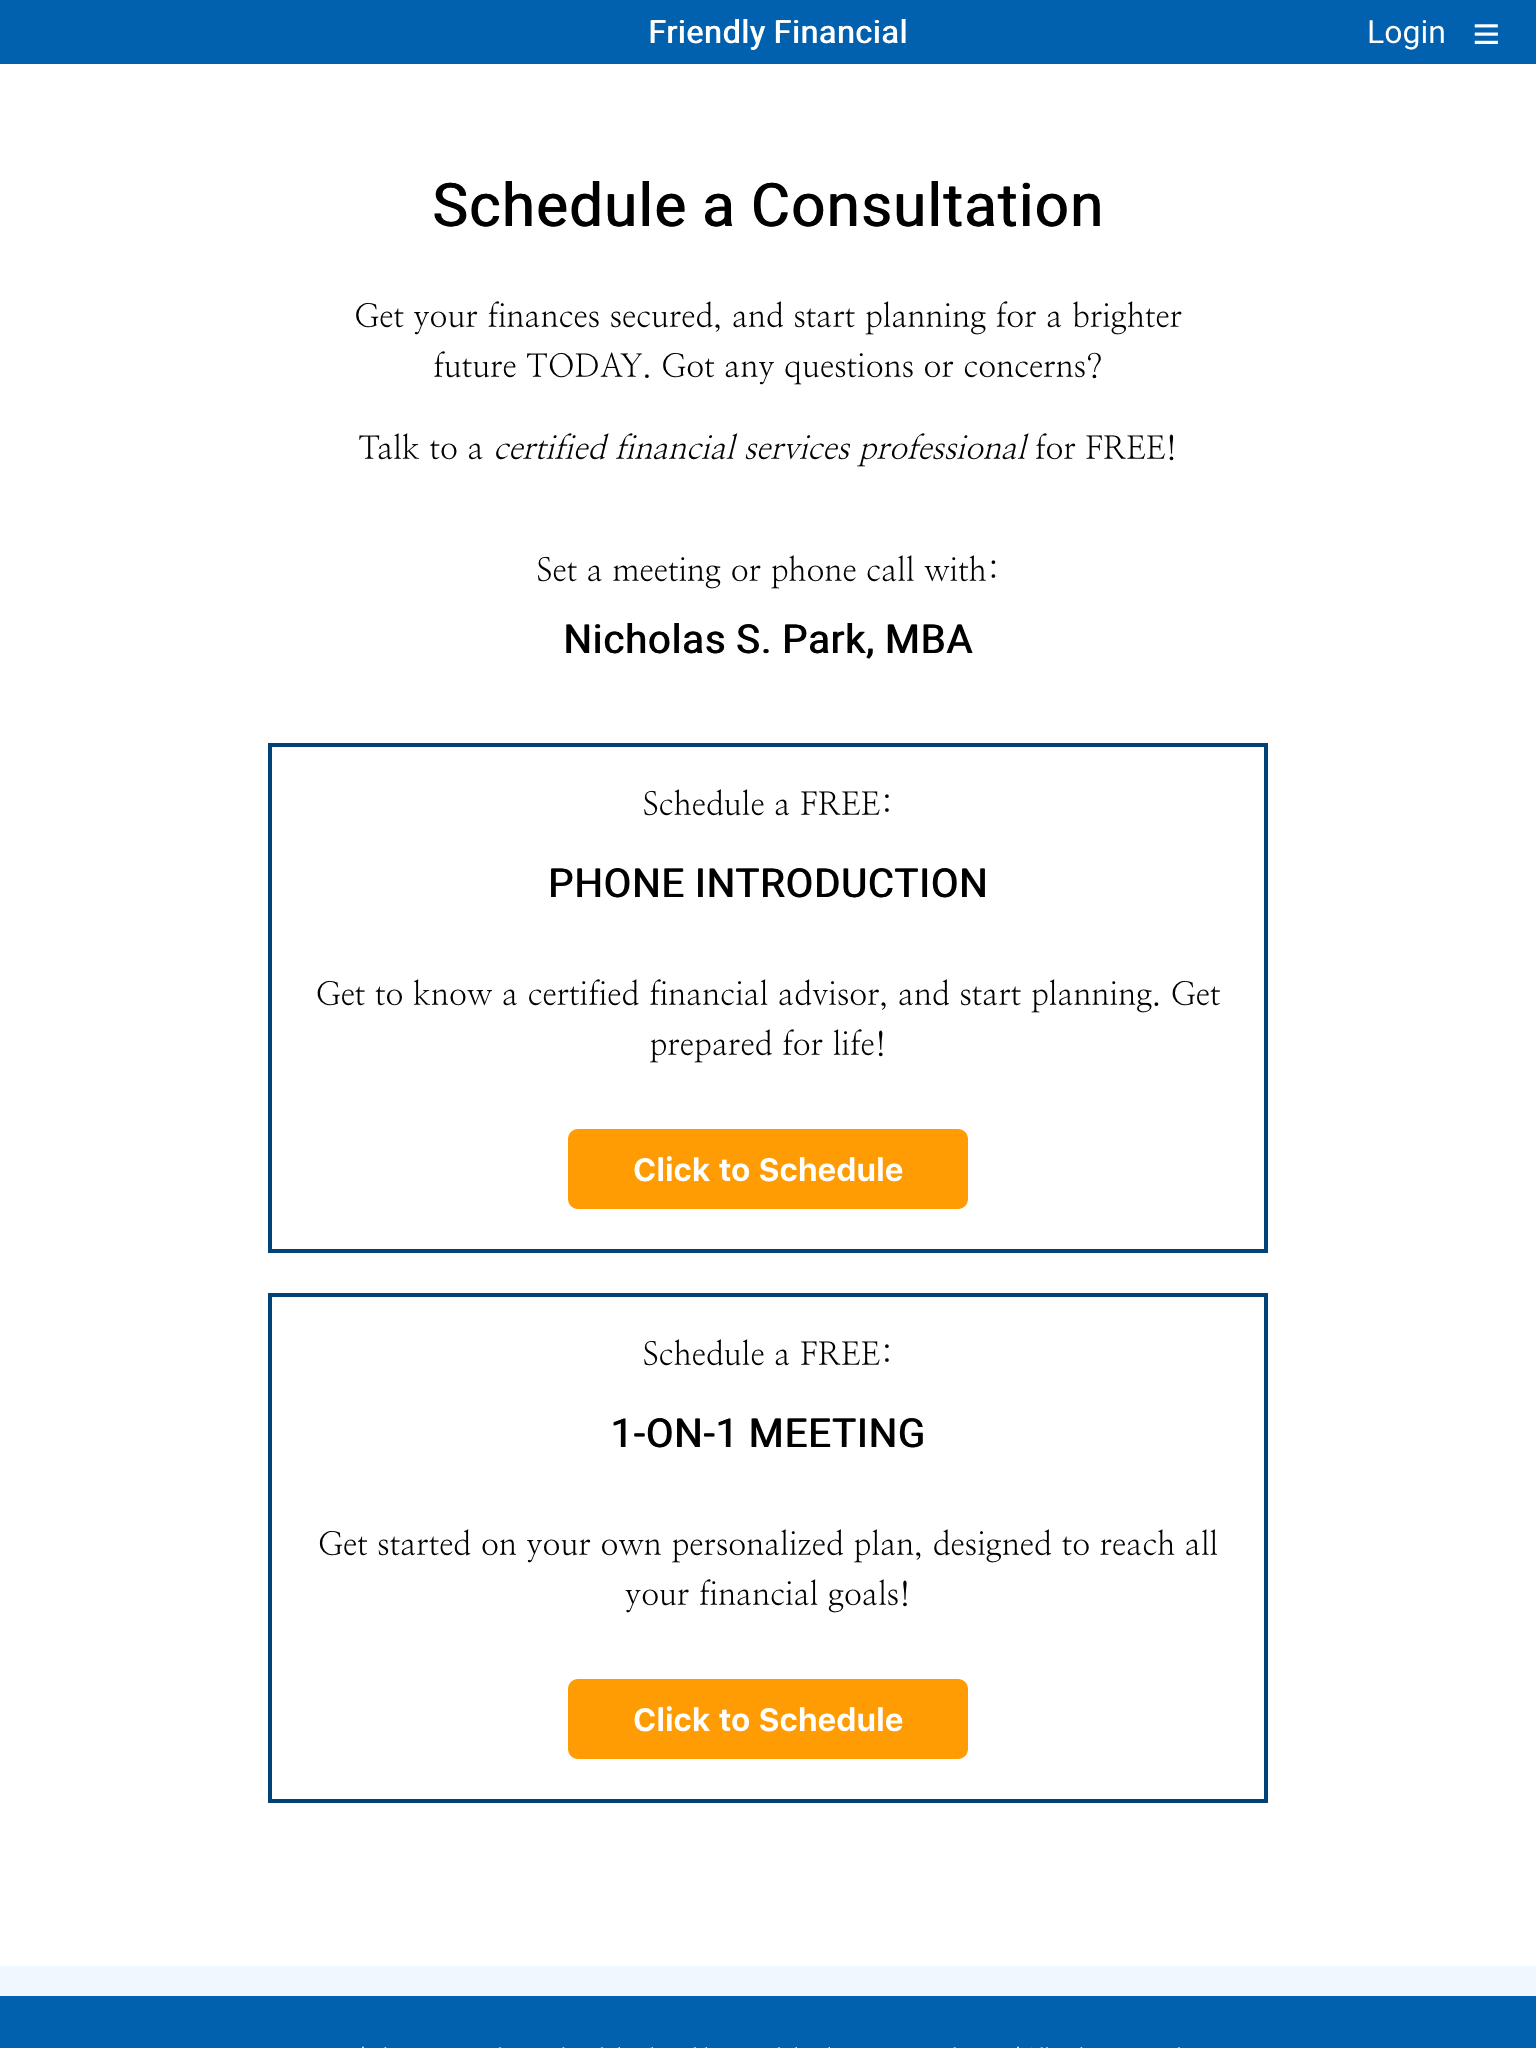 Friendly Financial
Login
Schedule a Consultation
Get your finances secured, and start planning for a brighter
future TODAY. Got any questions or concerns?
Talk to a certified financial services professional for FREE!
Set a meeting or phone call with:
Nicholas S. Park, MBA
Schedule a FREE:
PHONE INTRODUCTION
Get to know a certified financial advisor, and start planning. Get
prepared for life!
Click to Schedule
Schedule a FREE:
1-ON-1 MEETING
Get started on your own personalized plan, designed to reach all
your financial goals!
Click to Schedule